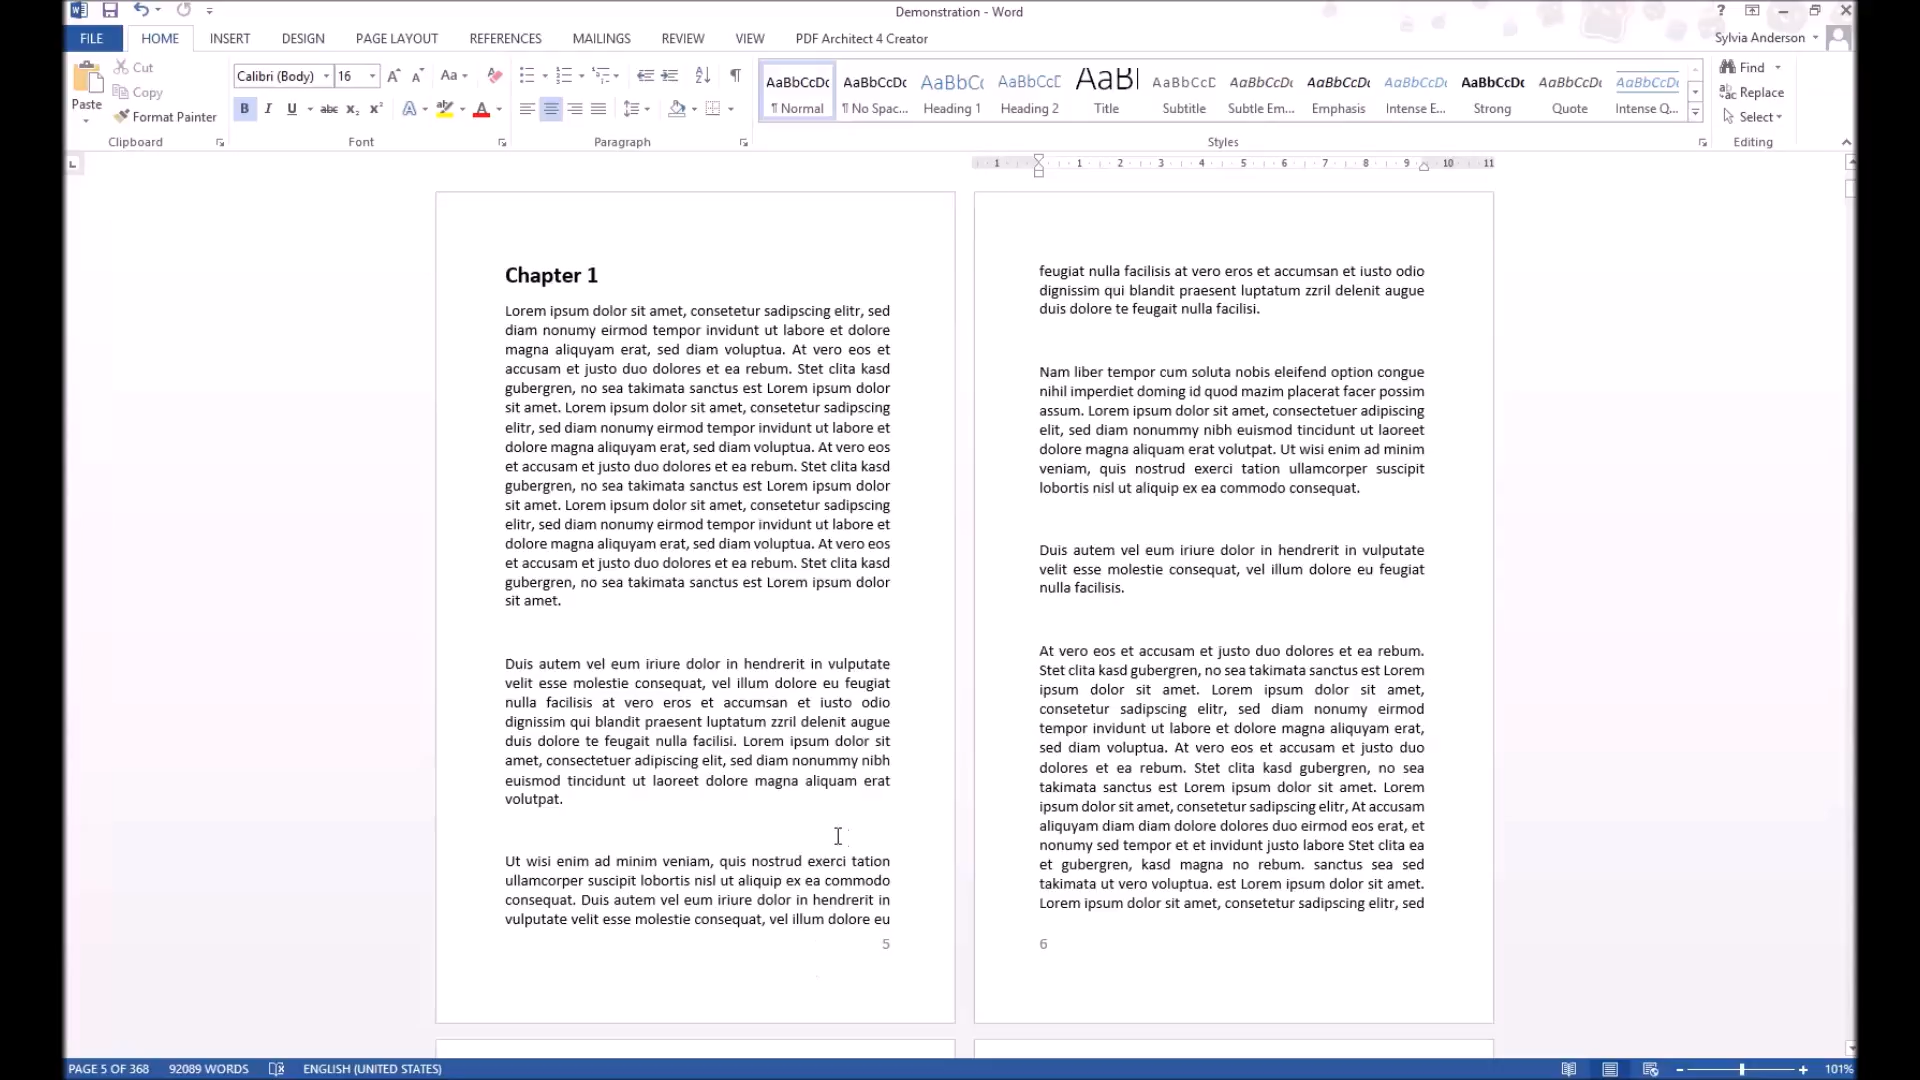 Demonstration - Word
?
FILE HOME INSERT DESIGN PAGE LAYOUT REFERENCES MAILINGS REVIEW VIEW PDF Architect 4 Creator
Sylvia Anderson
Paste
Cut
Copy
Format Painter
Clipboard
Calibri (Body) 16
Aa
B I U abc X₂ X²
A A
Font
Paragraph
AaBbCcDc AaBbCcDc AaBbC( AaBbCcE AaBl AaBbCcD AaBbCcDc AaBbCcDc AaBbCcDc AaBbCcDc AaBbCcDc AaBbCcDc
¶ Normal ¶ No Spac... Heading 1 Heading 2 Title Subtitle Subtle Em... Emphasis Intense E... Strong Quote Intense Q...
Styles
Find
Replace
Select
Editing
1 1 2 3 4 5 6 7 8 9 10 11
Chapter 1
Lorem ipsum dolor sit amet, consetetur sadipscing elitr, sed
diam nonumy eirmod tempor invidunt ut labore et dolore
magna aliquyam erat, sed diam voluptua. At vero eos et
accusam et justo duo dolores et ea rebum. Stet clita kasd
gubergren, no sea takimata sanctus est Lorem ipsum dolor
sit amet. Lorem ipsum dolor sit amet, consetetur sadipscing
elitr, sed diam nonumy eirmod tempor invidunt ut labore et
dolore magna aliquyam erat, sed diam voluptua. At vero eos
et accusam et justo duo dolores et ea rebum. Stet clita kasd
gubergren, no sea takimata sanctus est Lorem ipsum dolor
sit amet. Lorem ipsum dolor sit amet, consetetur sadipscing
elitr, sed diam nonumy eirmod tempor invidunt ut labore et
dolore magna aliquyam erat, sed diam voluptua. At vero eos
et accusam et justo duo dolores et ea rebum. Stet clita kasd
gubergren, no sea takimata sanctus est Lorem ipsum dolor
sit amet.
Duis autem vel eum iriure dolor in hendrerit in vulputate
velit esse molestie consequat, vel illum dolore eu feugiat
nulla facilisis at vero eros et accumsan et iusto odio
dignissim qui blandit praesent luptatum zzril delenit augue
duis dolore te feugait nulla facilisi. Lorem ipsum dolor sit
amet, consectetuer adipiscing elit, sed diam nonummy nibh
euismod tincidunt ut laoreet dolore magna aliquam erat
volutpat.
Ut wisi enim ad minim veniam, quis nostrud exerci tation
ullamcorper suscipit lobortis nisl ut aliquip ex ea commodo
consequat. Duis autem vel eum iriure dolor in hendrerit in
vulputate velit esse molestie consequat, vel illum dolore eu
5
feugiat nulla facilisis at vero eros et accumsan et iusto odio
dignissim qui blandit praesent luptatum zzril delenit augue
duis dolore te feugait nulla facilisi.
Nam liber tempor cum soluta nobis eleifend option congue
nihil imperdiet doming id quod mazim placerat facer possim
assum. Lorem ipsum dolor sit amet, consectetuer adipiscing
elit, sed diam nonummy nibh euismod tincidunt ut laoreet
dolore magna aliquam erat volutpat. Ut wisi enim ad minim
veniam, quis nostrud exerci tation ullamcorper suscipit
lobortis nisl ut aliquip ex ea commodo consequat.
Duis autem vel eum iriure dolor in hendrerit in vulputate
velit esse molestie consequat, vel illum dolore eu feugiat
nulla facilisis.
At vero eos et accusam et justo duo dolores et ea rebum.
Stet clita kasd gubergren, no sea takimata sanctus est Lorem
ipsum dolor sit amet. Lorem ipsum dolor sit amet,
consetetur sadipscing elitr, sed diam nonumy eirmod
tempor invidunt ut labore et dolore magna aliquyam erat,
sed diam voluptua. At vero eos et accusam et justo duo
dolores et ea rebum. Stet clita kasd gubergren, no sea
takimata sanctus est Lorem ipsum dolor sit amet. Lorem
ipsum dolor sit amet, consetetur sadipscing elitr, At accusam
aliquyam diam diam dolore dolores duo eirmod eos erat, et
nonumy sed tempor et et invidunt justo labore Stet clita ea
et gubergren, kasd magna no rebum. sanctus sea sed
takimata ut vero voluptua. est Lorem ipsum dolor sit amet.
Lorem ipsum dolor sit amet, consetetur sadipscing elitr, sed
6
PAGE 5 OF 368 92089 WORDS ENGLISH (UNITED STATES) 101%